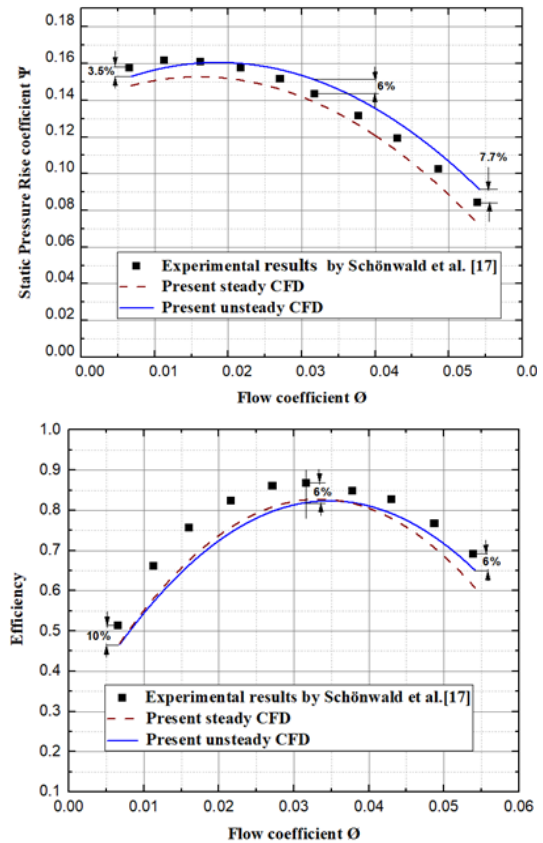 0.16
0.14
0.12
0.10
0.08
0.06
0.04
0.02
0.00
Static Pressure Rise coefficient Ψ
3.5%
6%
7.7%
Experimental results by Schönwald et al. [17]
Present steady CFD
Present unsteady CFD
0.00 0.01 0.02 0.03 0.04 0.05 0.0
Flow coefficient Ø
1.0
0.9
0.8
0.7
0.6
0.5
0.4
0.3
0.2
0.1
Efficiency
10%
6%
6%
Experimental results by Schönwald et al.[17]
Present steady CFD
Present unsteady CFD
0.00 0.01 0.02 0.03 0.04 0.05 0.06
Flow coefficient Ø